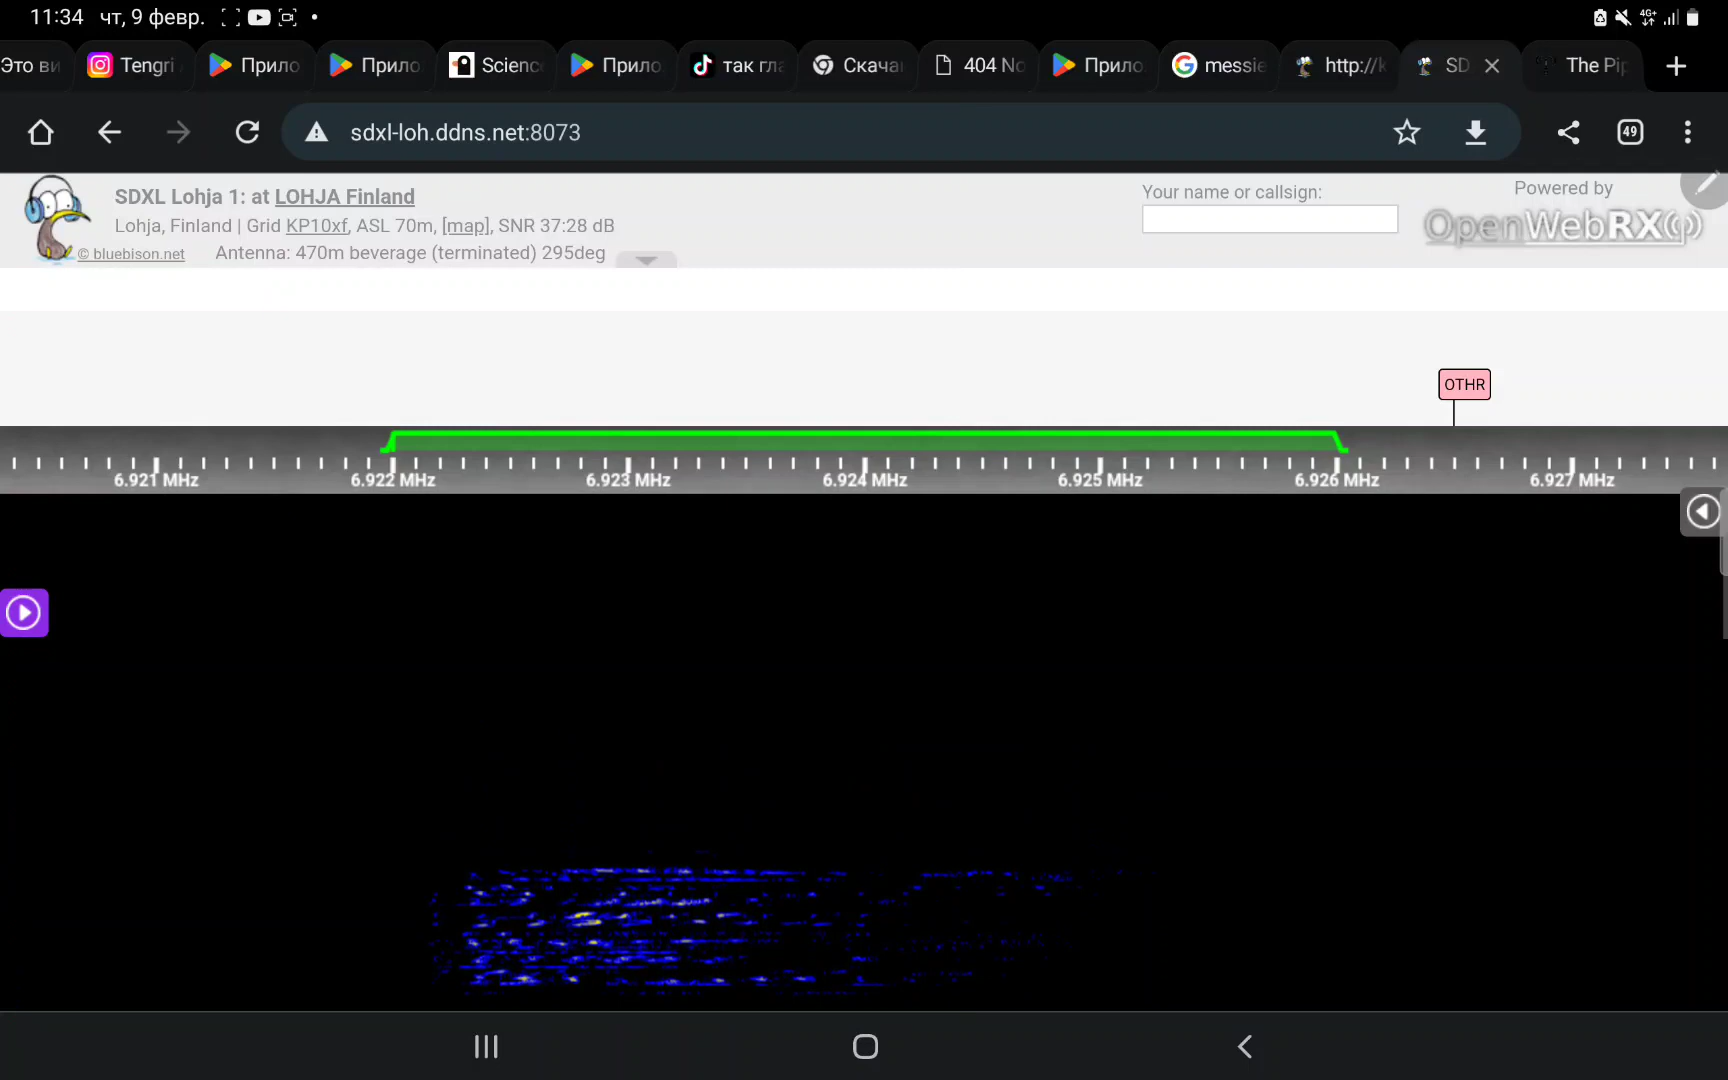 11:34 чт, 9 февр.
4G+
Это ви
Tengri
Прило
Прило
Scienc
Прило
так гла
Скачат
404 No
Прило
messie
http://k
SD
The Pip
sdxl-loh.ddns.net:8073
49
SDXL Lohja 1: at LOHJA Finland
Lohja, Finland | Grid KP10xf, ASL 70m, [map], SNR 37:28 dB
© bluebison.net
Antenna: 470m beverage (terminated) 295deg
Your name or callsign:
Powered by
OpenWebRX
OTHR
6.921 MHz
6.922 MHz
6.923 MHz
6.924 MHz
6.925 MHz
6.926 MHz
6.927 MHz